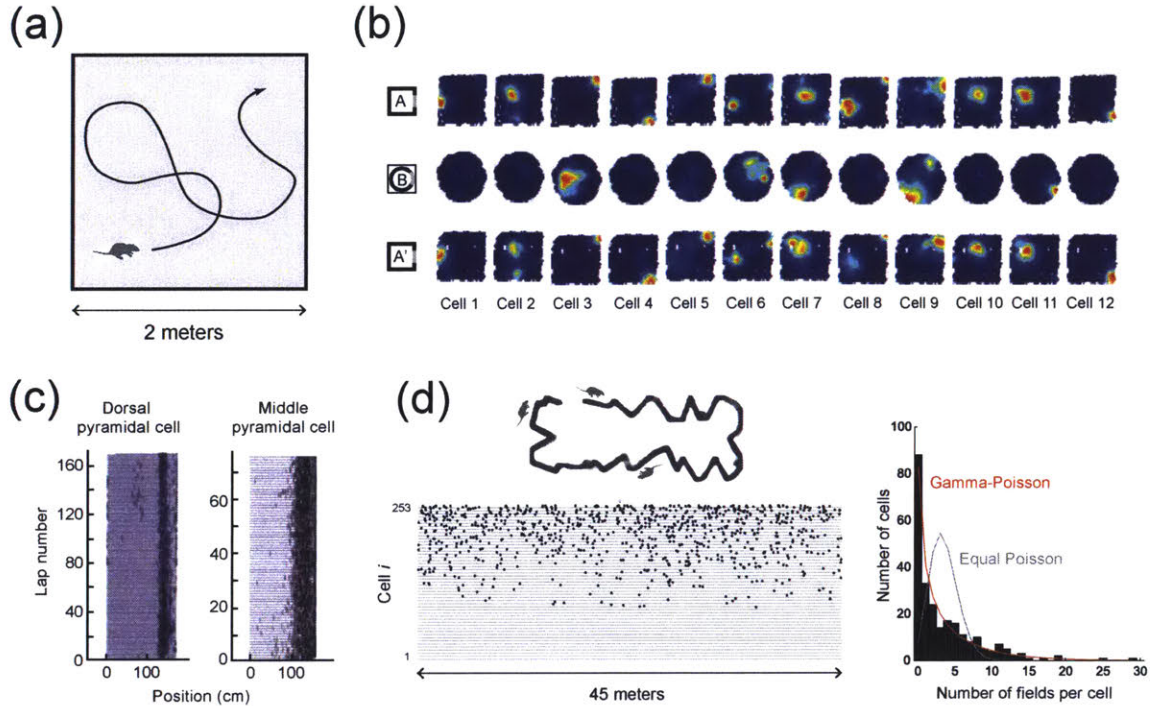 (a)
2 meters
(b)
A
B
A'
Cell 1 Cell 2 Cell 3 Cell 4 Cell 5 Cell 6 Cell 7 Cell 8 Cell 9 Cell 10 Cell 11 Cell 12
(c)
Dorsal
pyramidal cell
Middle
pyramidal cell
Lap number
160
120
80
40
0
60
40
20
0
0 100
0 100
Position (cm)
(d)
253
Cell i
1
45 meters
Number of cells
100
80
60
40
20
0
Gamma-Poisson
Equal Poisson
0 5 10 15 20 25 30
Number of fields per cell